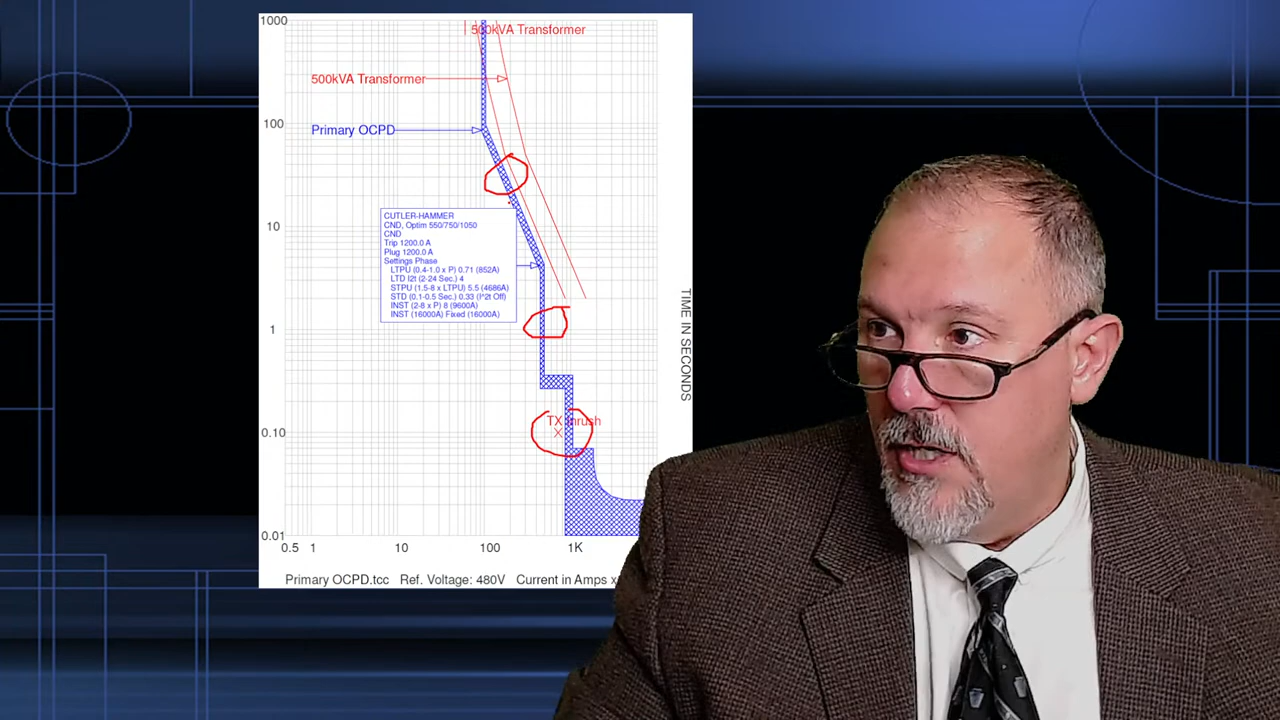 1000
500kVA Transformer
500kVA Transformer
100
Primary OCPD
CUTLER-HAMMER
CND, Optim 550/750/1050
CND
Trip 1200.0 A
Plug 1200.0 A
Settings Phase
LTPU (0.4-1.0 x P) 0.71 (852A)
LTD I2t (2-24 Sec.) 4
STPU (1.5-8 x LTPU) 5.5 (4686A)
STD (0.1-0.5 Sec.) 0.33 (I^2t Off)
INST (2-8 x P) 8 (9600A)
INST (16000A) Fixed (16000A)
10
1
TIME IN SECONDS
TX Inrush
0.10
0.01
0.5 1 10 100 1K
Primary OCPD.tcc Ref. Voltage: 480V Current in Amps x